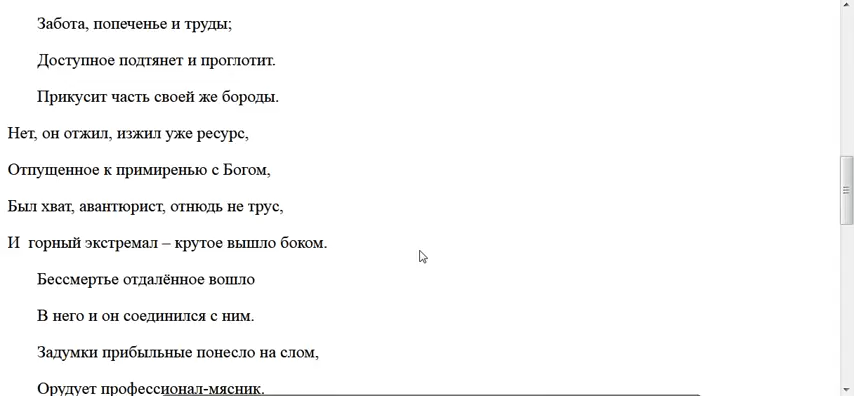 Забота, попеченье и труды;
Доступное подтянет и проглотит.
Прикусит часть своей же бороды.
Нет, он отжил, изжил уже ресурс,
Отпущенное к примиренью с Богом,
Был хват, авантюрист, отнюдь не трус,
И  горный экстремал – крутое вышло боком.
Бессмертье отдалённое вошло
В него и он соединился с ним.
Задумки прибыльные понесло на слом,
Орудует профессионал-мясник.